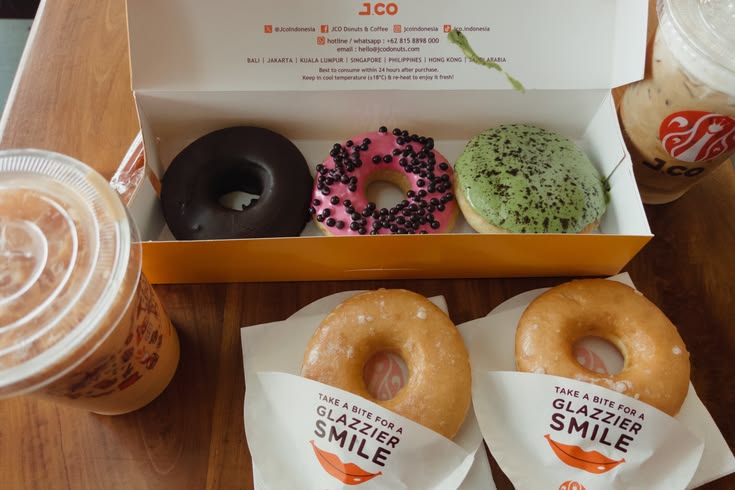 J.CO
@JcoIndonesia JCO Donuts & Coffee jcoindonesia jco.indonesia
hotline / whatsapp : +62 815 8898 000
email : hello@jcodonuts.com
BALI | JAKARTA | KUALA LUMPUR | SINGAPORE | PHILIPPINES | HONG KONG | SAUDI ARABIA
Best to consume within 24 hours after purchase.
Keep in cool temperature (±18°C) & re-heat to enjoy it fresh!
J.CO
TAKE A BITE FOR A
GLAZZIER
SMILE
TAKE A BITE FOR A
GLAZZIER
SMILE